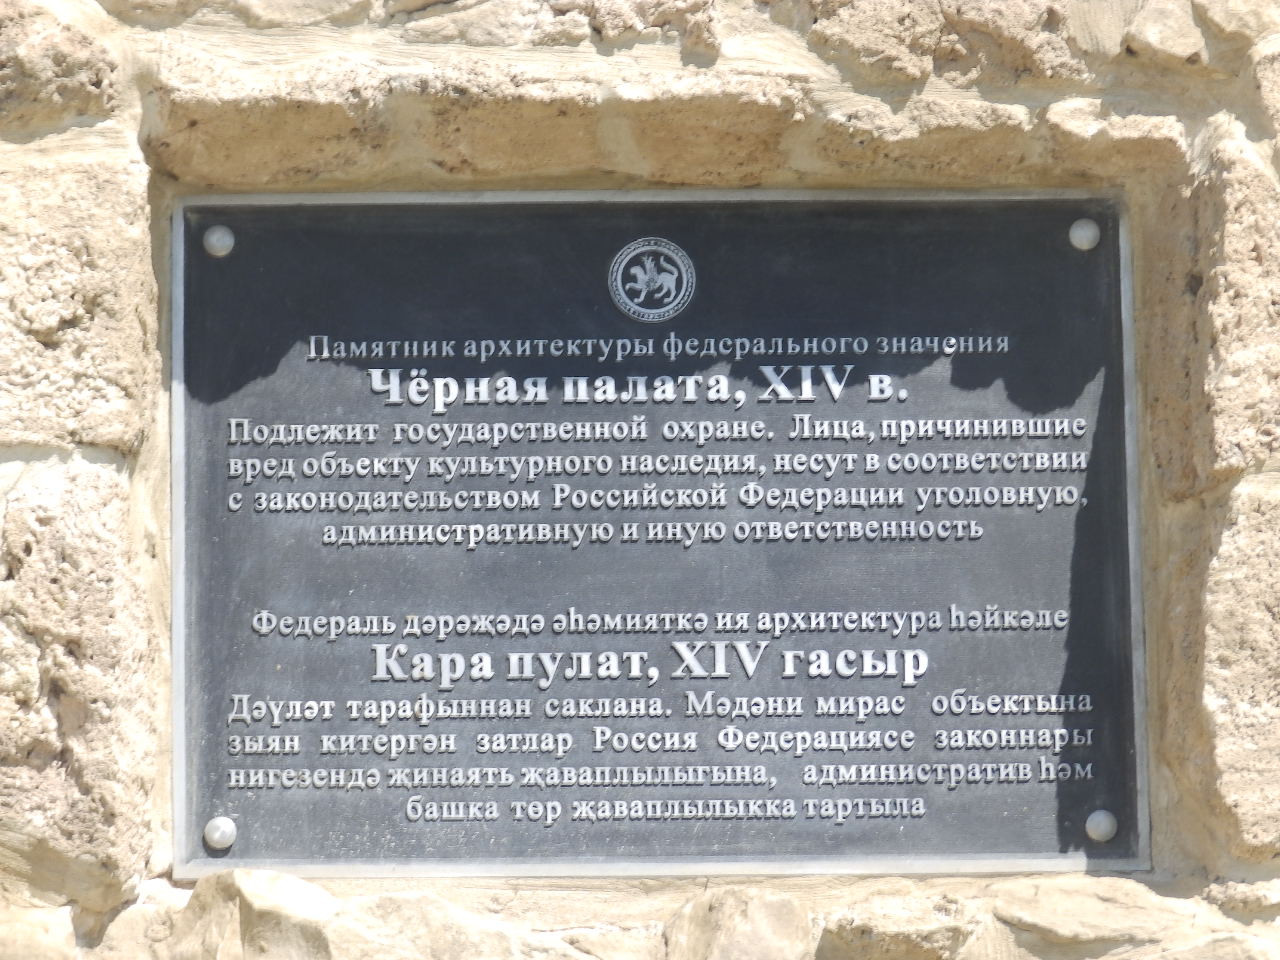 Памятник архитектуры федерального значения
Чёрная палата, XIV в.
Подлежит государственной охране. Лица, причинившие
вред объекту культурного наследия, несут в соответствии
с законодательством Российской Федерации уголовную,
административную и иную ответственность
Федераль дәрәҗәдә әһәмияткә ия архитектура һәйкәле
Кара пулат, XIV гасыр
Дәүләт тарафыннан саклана. Мәдәни мирас объектына
зыян китергән затлар Россия Федерациясе законнары
нигезендә җинаять җаваплылыгына, административ һәм
башка төр җаваплылыкка тартыла